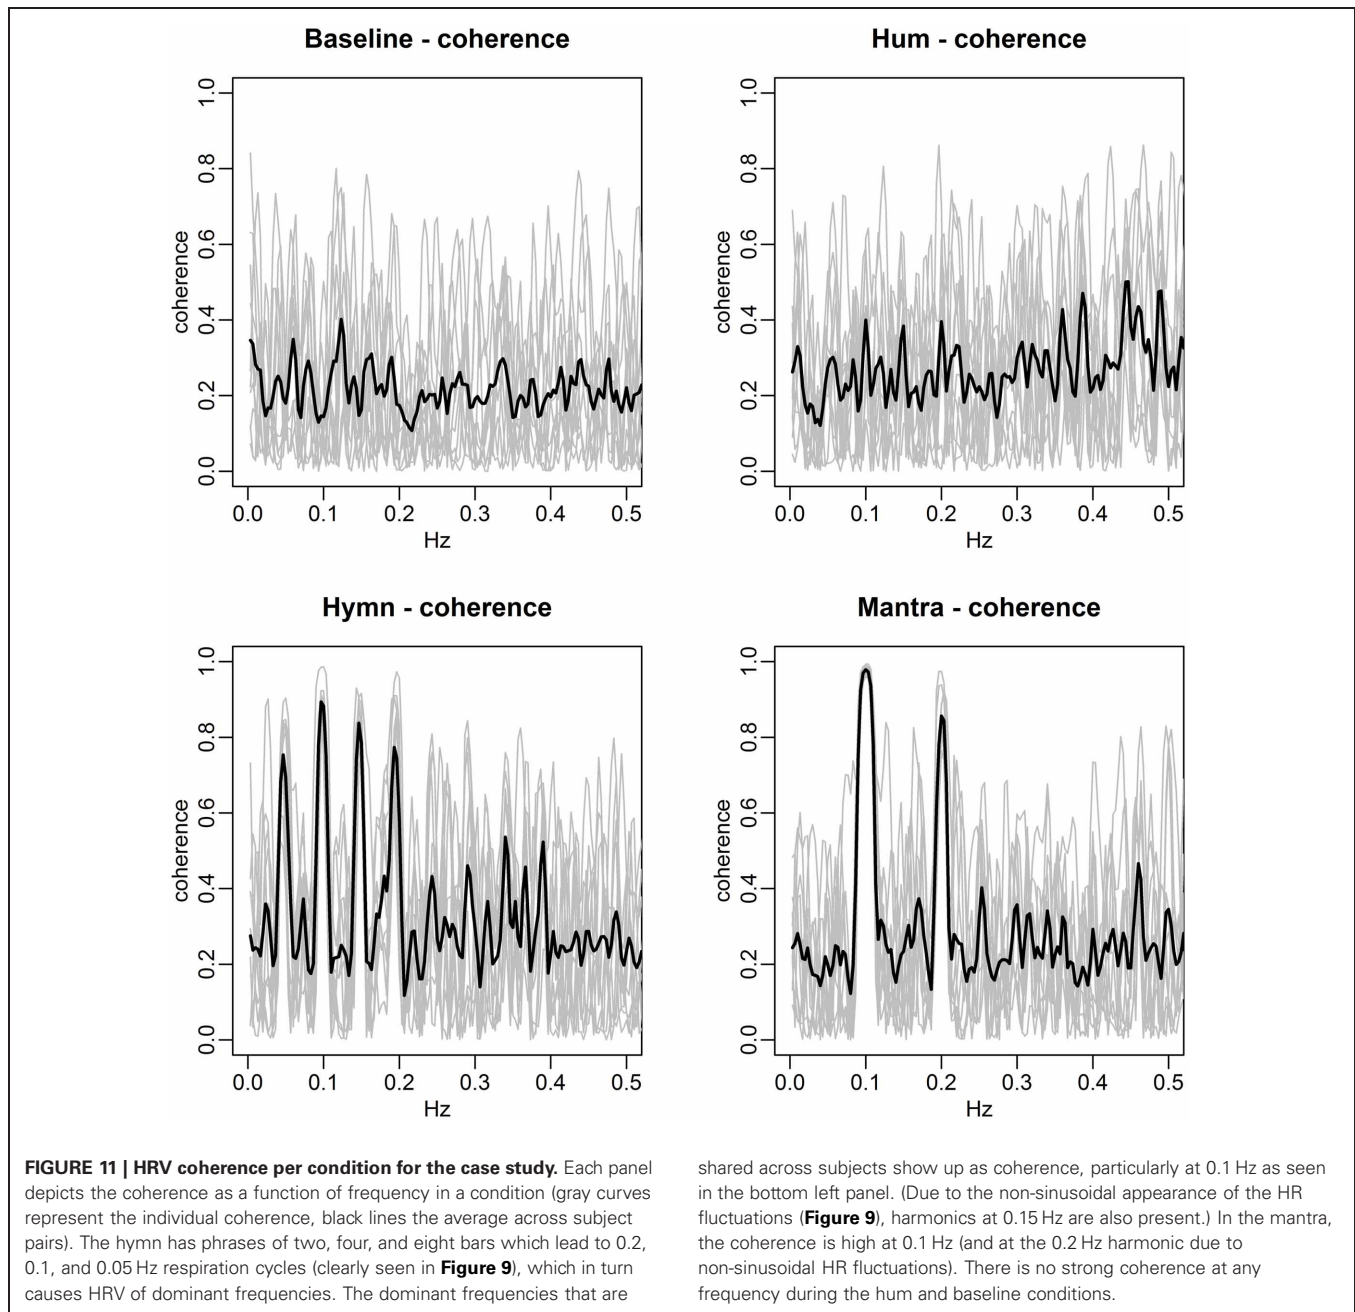 Baseline - coherence
1.0
0.8
0.6
0.4
0.2
0.0
coherence
0.0 0.1 0.2 0.3 0.4 0.5
Hz
Hum - coherence
1.0
0.8
0.6
0.4
0.2
0.0
coherence
0.0 0.1 0.2 0.3 0.4 0.5
Hz
Hymn - coherence
1.0
0.8
0.6
0.4
0.2
0.0
coherence
0.0 0.1 0.2 0.3 0.4 0.5
Hz
Mantra - coherence
1.0
0.8
0.6
0.4
0.2
0.0
coherence
0.0 0.1 0.2 0.3 0.4 0.5
Hz
FIGURE 11 | HRV coherence per condition for the case study. Each panel
depicts the coherence as a function of frequency in a condition (gray curves
represent the individual coherence, black lines the average across subject
pairs). The hymn has phrases of two, four, and eight bars which lead to 0.2,
0.1, and 0.05 Hz respiration cycles (clearly seen in Figure 9), which in turn
causes HRV of dominant frequencies. The dominant frequencies that are
shared across subjects show up as coherence, particularly at 0.1 Hz as seen
in the bottom left panel. (Due to the non-sinusoidal appearance of the HR
fluctuations (Figure 9), harmonics at 0.15 Hz are also present.) In the mantra,
the coherence is high at 0.1 Hz (and at the 0.2 Hz harmonic due to
non-sinusoidal HR fluctuations). There is no strong coherence at any
frequency during the hum and baseline conditions.